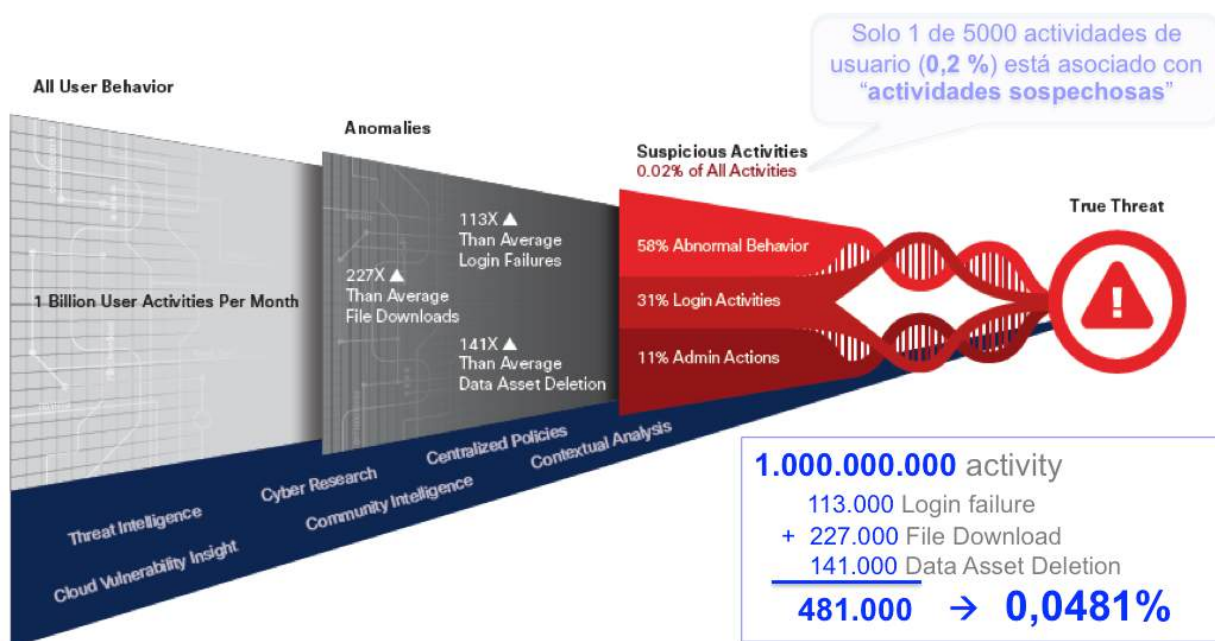 Solo 1 de 5000 actividades de
usuario (0,2 %) está asociado con
“actividades sospechosas”
All User Behavior
Anomalies
Suspicious Activities
0.02% of All Activities
True Threat
1 Billion User Activities Per Month
113X ▲
Than Average
Login Failures
227X ▲
Than Average
File Downloads
141X ▲
Than Average
Data Asset Deletion
58% Abnormal Behavior
31% Login Activities
11% Admin Actions
!
Threat Intelligence
Cyber Research
Centralized Policies
Cloud Vulnerability Insight
Community Intelligence
Contextual Analysis
1.000.000.000 activity
113.000 Login failure
+ 227.000 File Download
141.000 Data Asset Deletion
481.000 → 0,0481%